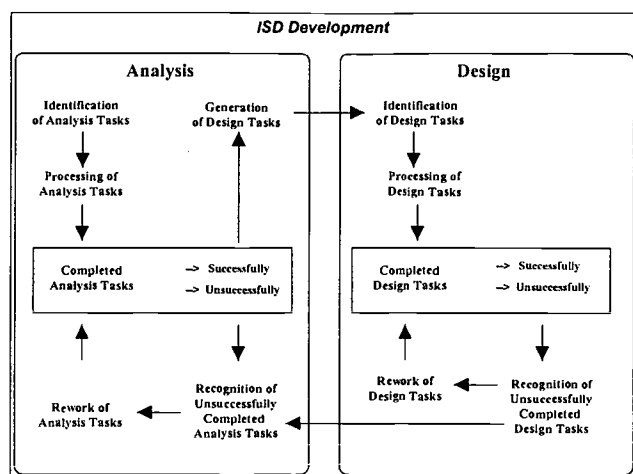 ISD Development
Analysis
Identification
of Analysis Tasks
Generation
of Design Tasks
Processing of
Analysis Tasks
Completed
Analysis Tasks
--> Successfully
--> Unsuccessfully
Rework of
Analysis Tasks
Recognition of
Unsuccessfully
Completed
Analysis Tasks
Design
Identification
of Design Tasks
Processing of
Design Tasks
Completed
Design Tasks
--> Successfully
--> Unsuccessfully
Rework of
Design Tasks
Recognition of
Unsuccessfully
Completed
Design Tasks